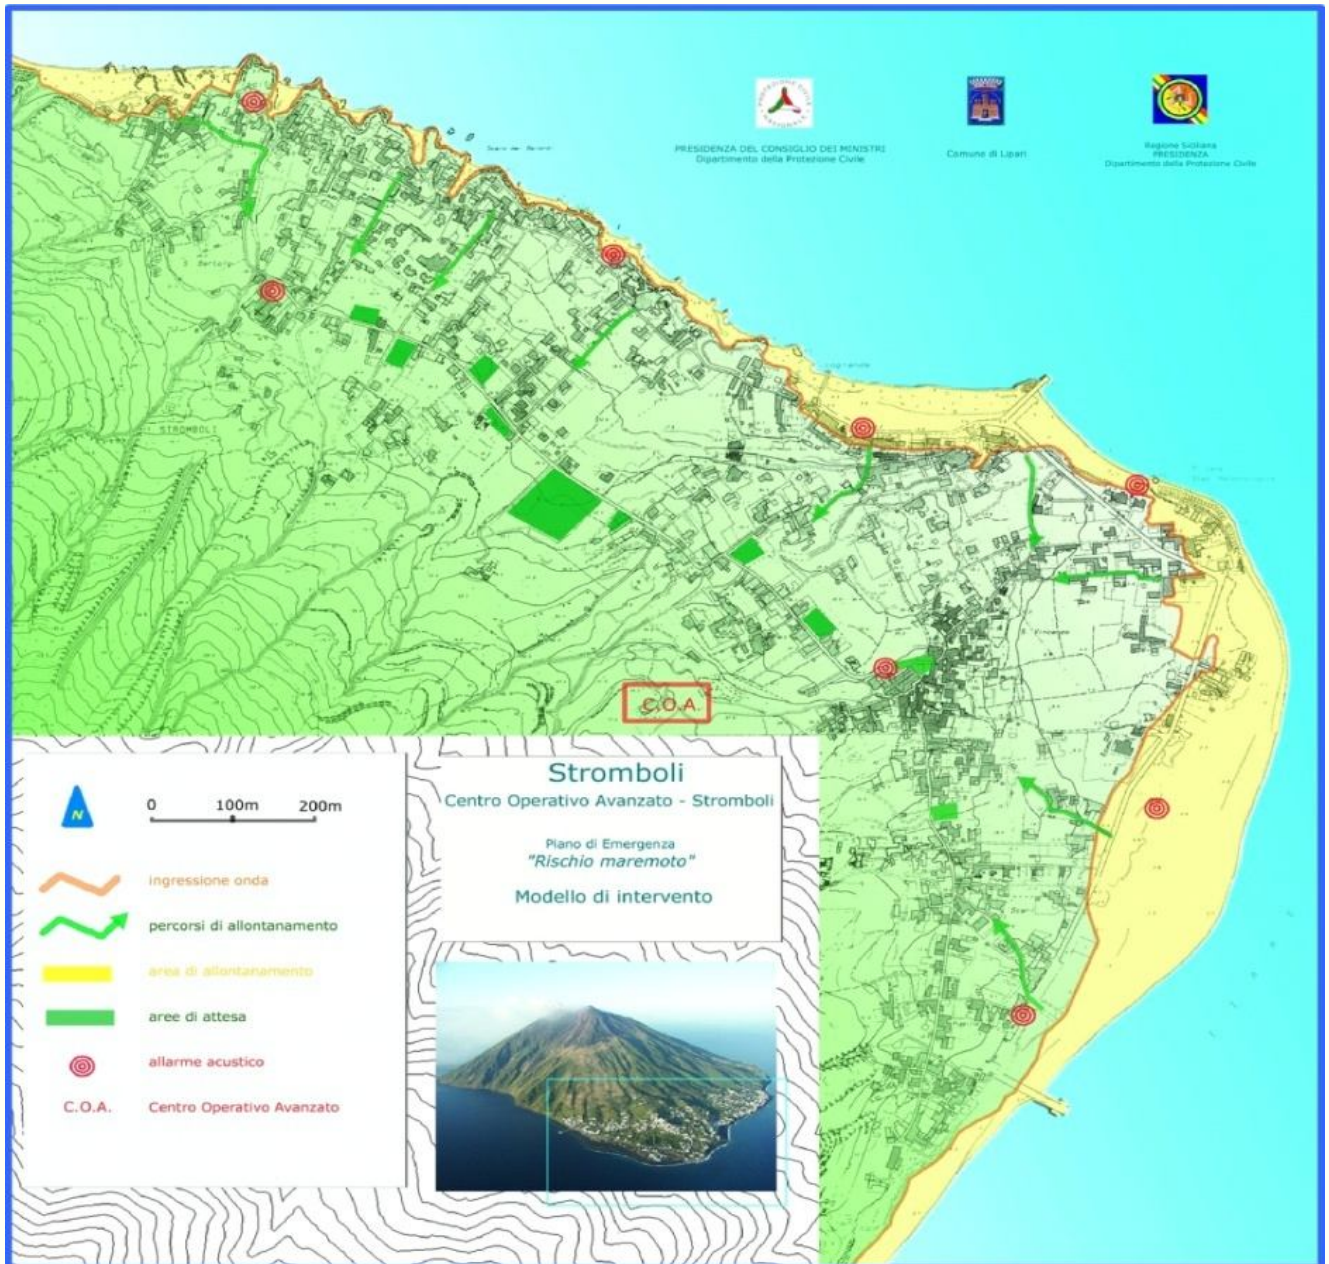 PRESIDENZA DEL CONSIGLIO DEI MINISTRI
Dipartimento della Protezione Civile
Comune di Lipari
Regione Siciliana
PRESIDENZA
Dipartimento della Protezione Civile
STROMBOLI
C.O.A.
N
0 100m 200m
ingressione onda
percorsi di allontanamento
area di allontanamento
aree di attesa
allarme acustico
C.O.A. Centro Operativo Avanzato
Stromboli
Centro Operativo Avanzato - Stromboli
Piano di Emergenza
"Rischio maremoto"
Modello di intervento